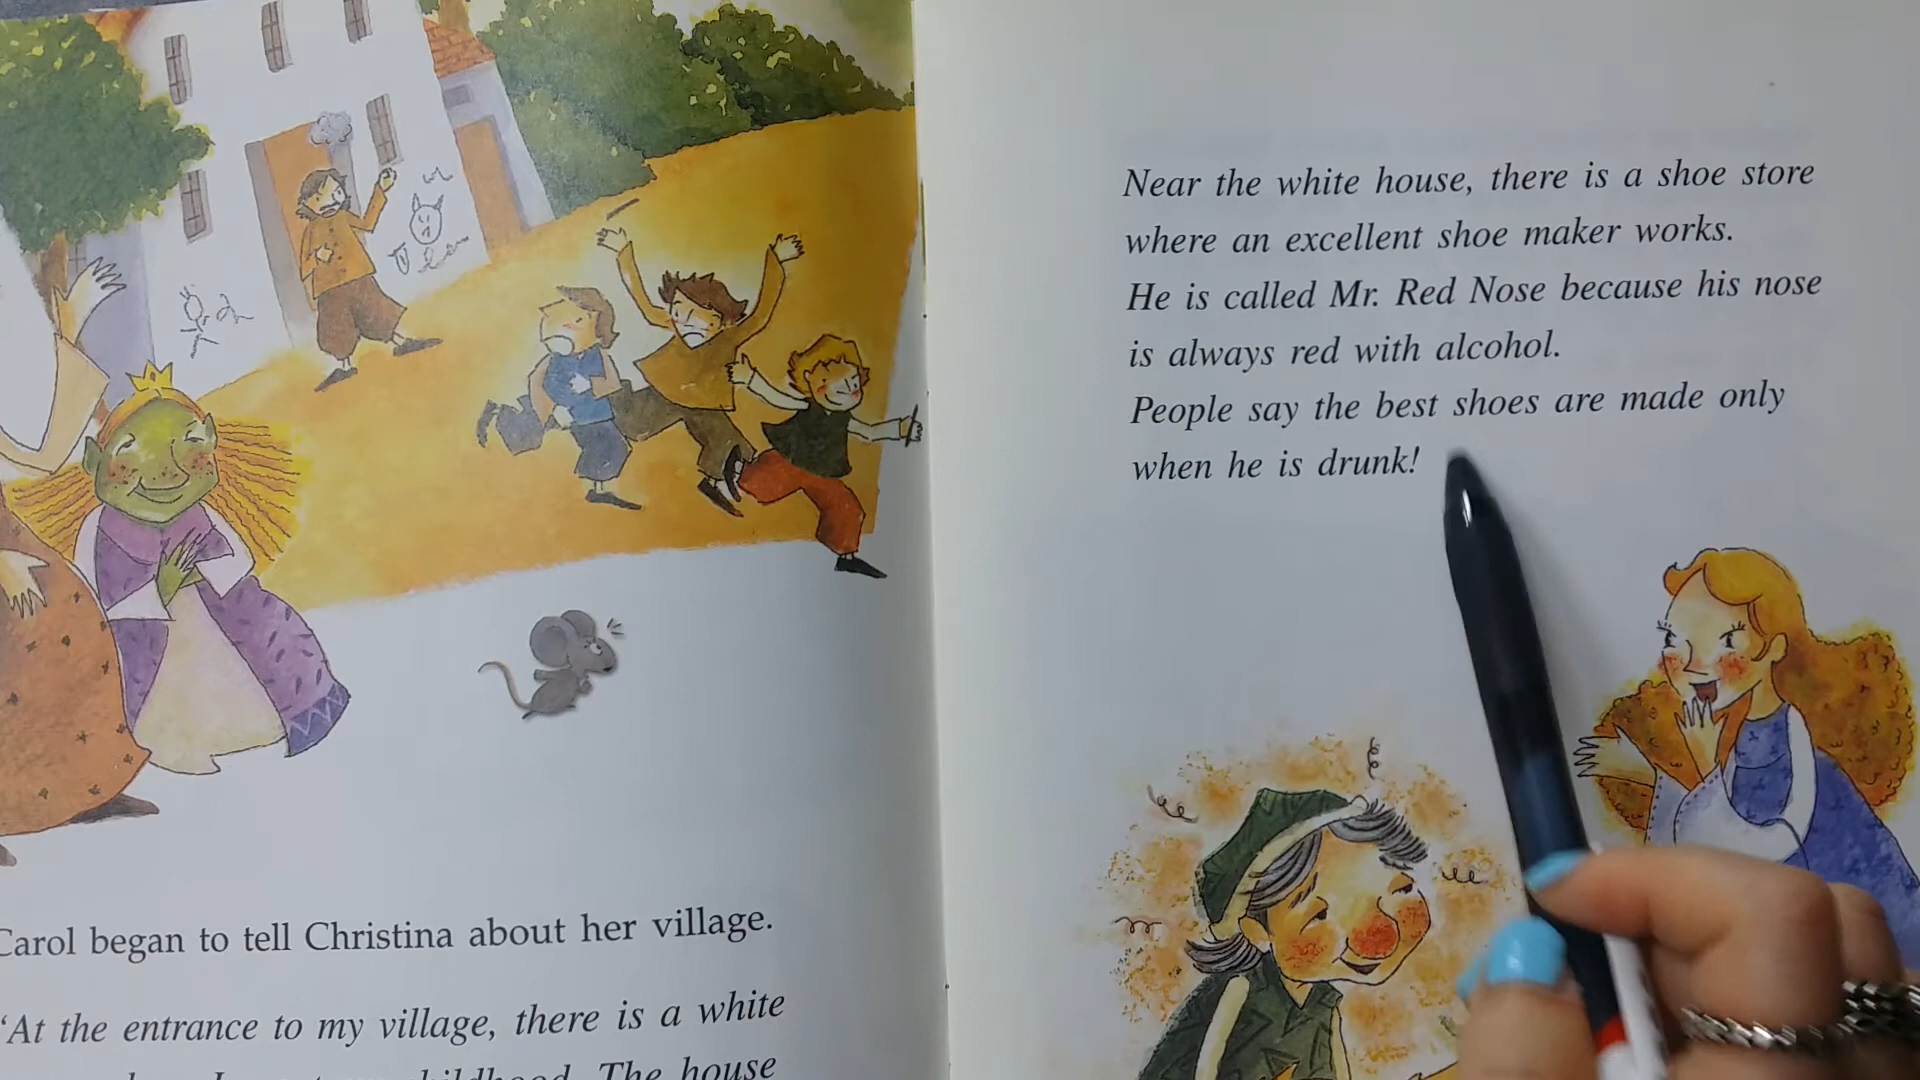 Carol began to tell Christina about her village.
‘At the entrance to my village, there is a white
childhood. The house
Near the white house, there is a shoe store
where an excellent shoe maker works.
He is called Mr. Red Nose because his nose
is always red with alcohol.
People say the best shoes are made only
when he is drunk!